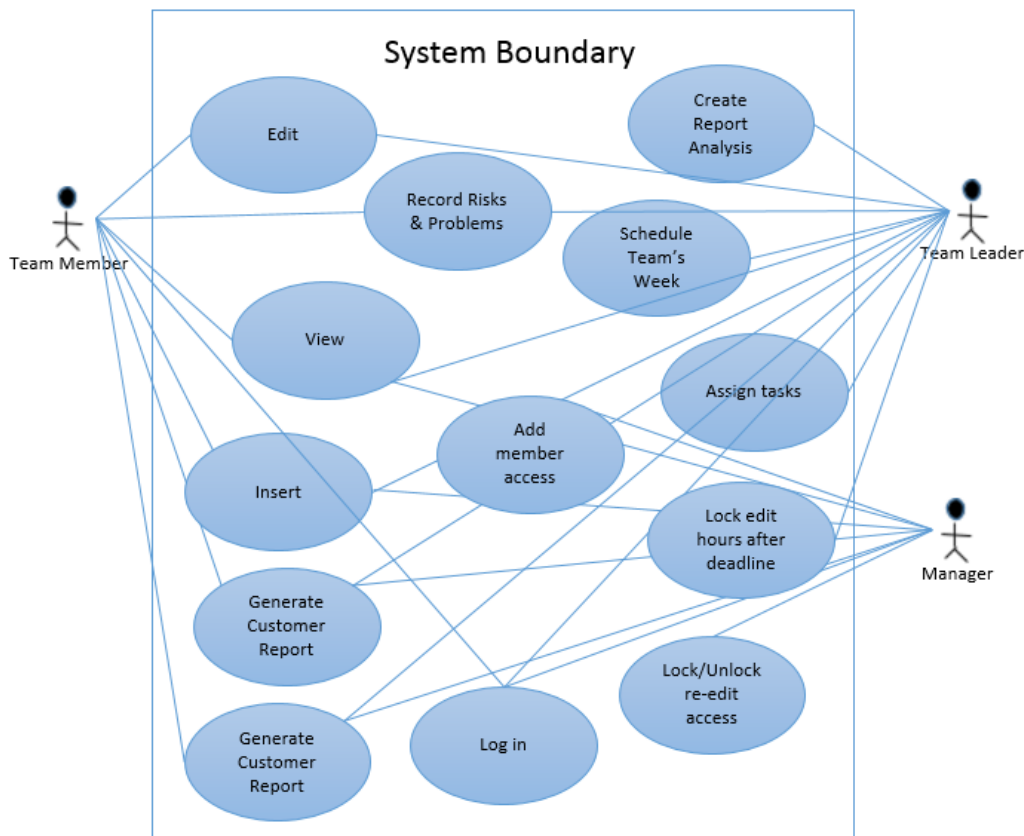 System Boundary
Edit
Create
Report
Analysis
Record Risks
& Problems
Schedule
Team's
Week
Team Member
Team Leader
View
Assign tasks
Add
member
access
Insert
Lock edit
hours after
deadline
Manager
Generate
Customer
Report
Lock/Unlock
re-edit
access
Generate
Customer
Report
Log in